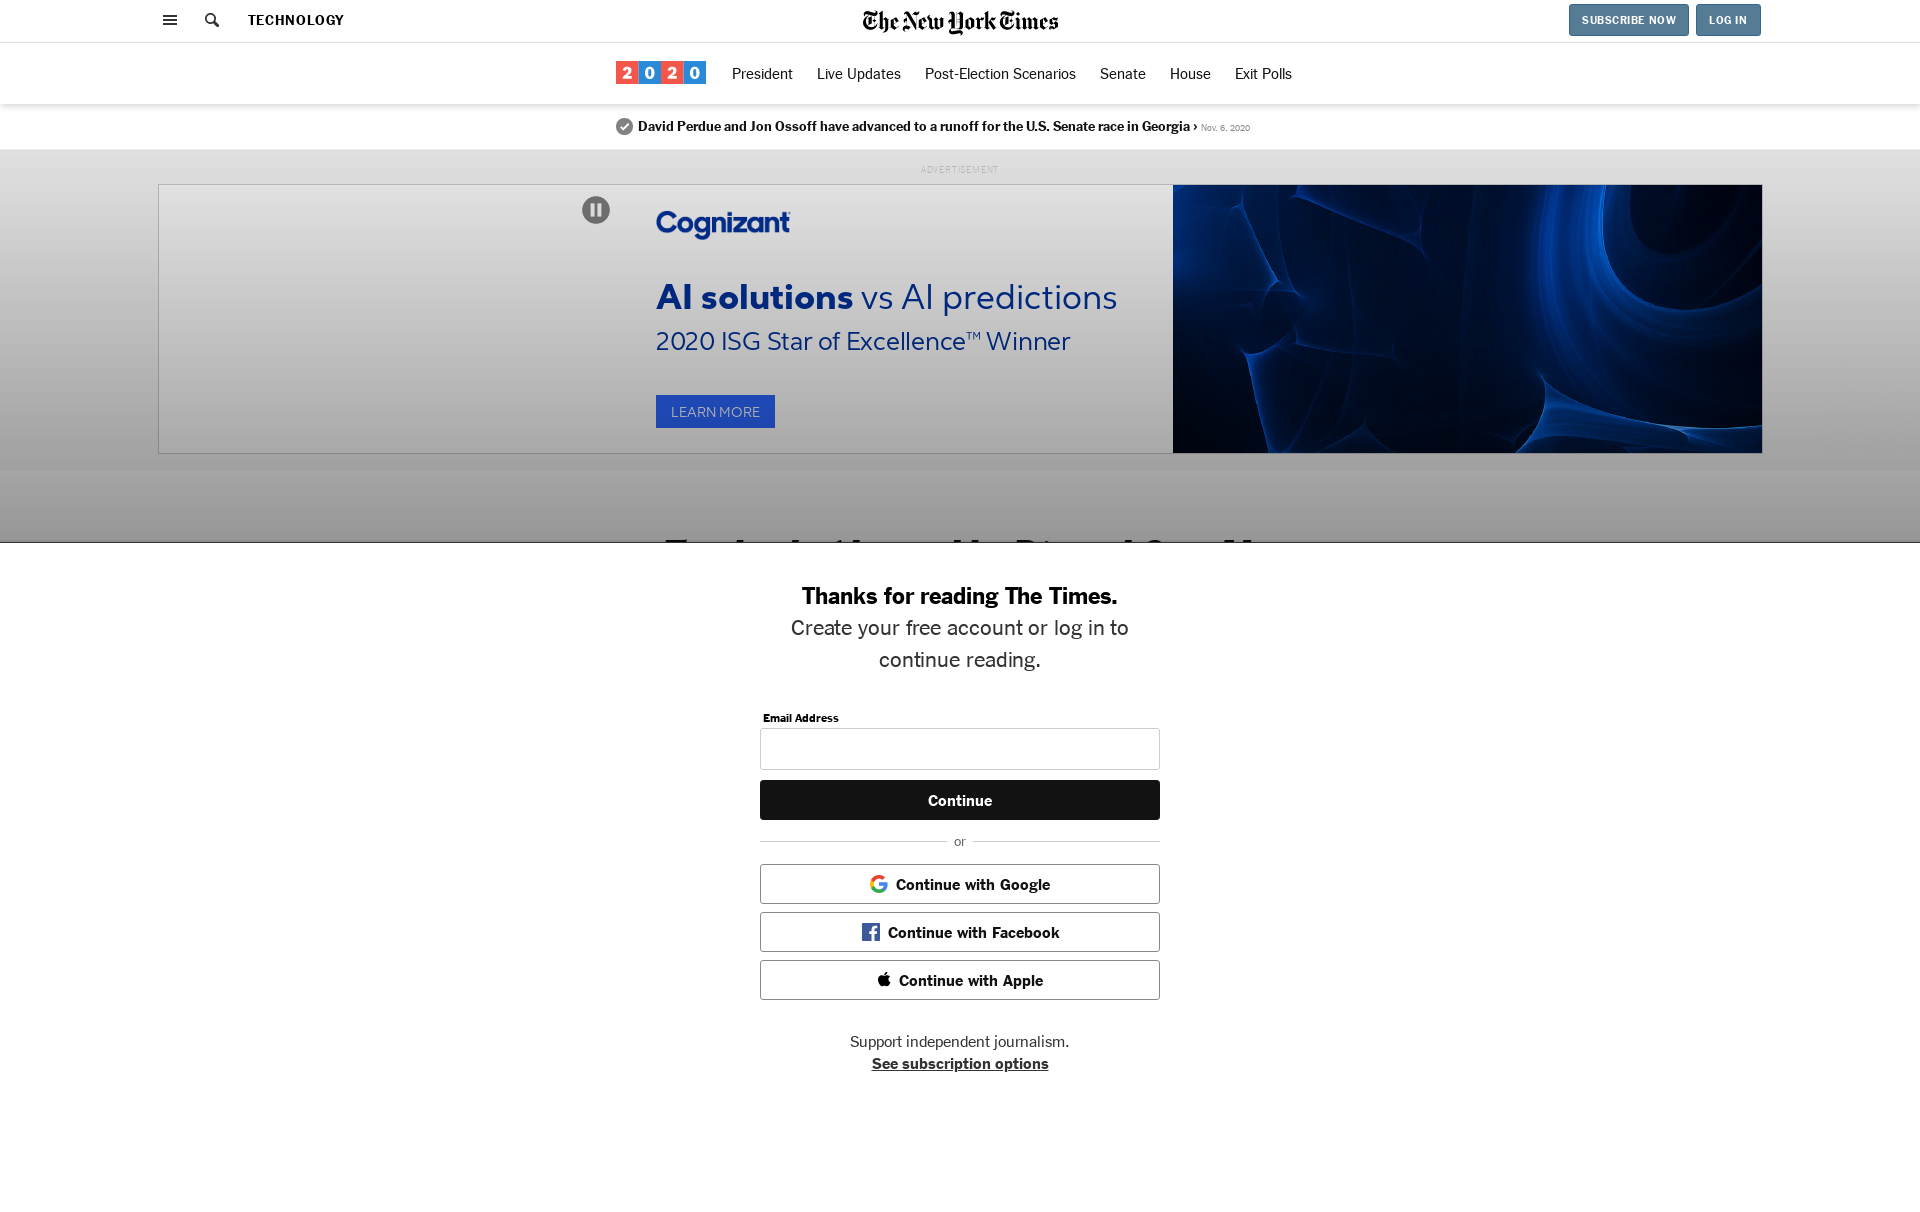 TECHNOLOGY
The New York Times
SUBSCRIBE NOW
LOG IN
2020
President
Live Updates
Post-Election Scenarios
Senate
House
Exit Polls
David Perdue and Jon Ossoff have advanced to a runoff for the U.S. Senate race in Georgia › Nov. 6, 2020
ADVERTISEMENT
Cognizant
AI solutions vs AI predictions
2020 ISG Star of Excellence™ Winner
LEARN MORE
Thanks for reading The Times.
Create your free account or log in to
continue reading.
Email Address
Continue
or
Continue with Google
Continue with Facebook
Continue with Apple
Support independent journalism.
See subscription options